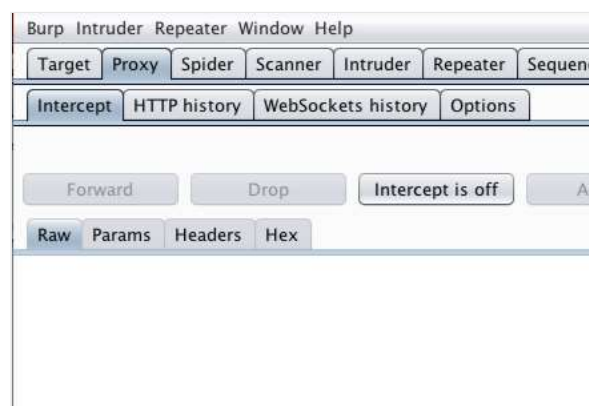 Burp Intruder Repeater Window Help
Target Proxy Spider Scanner Intruder Repeater Sequen
Intercept HTTP history WebSockets history Options
Forward Drop Intercept is off A
Raw Params Headers Hex